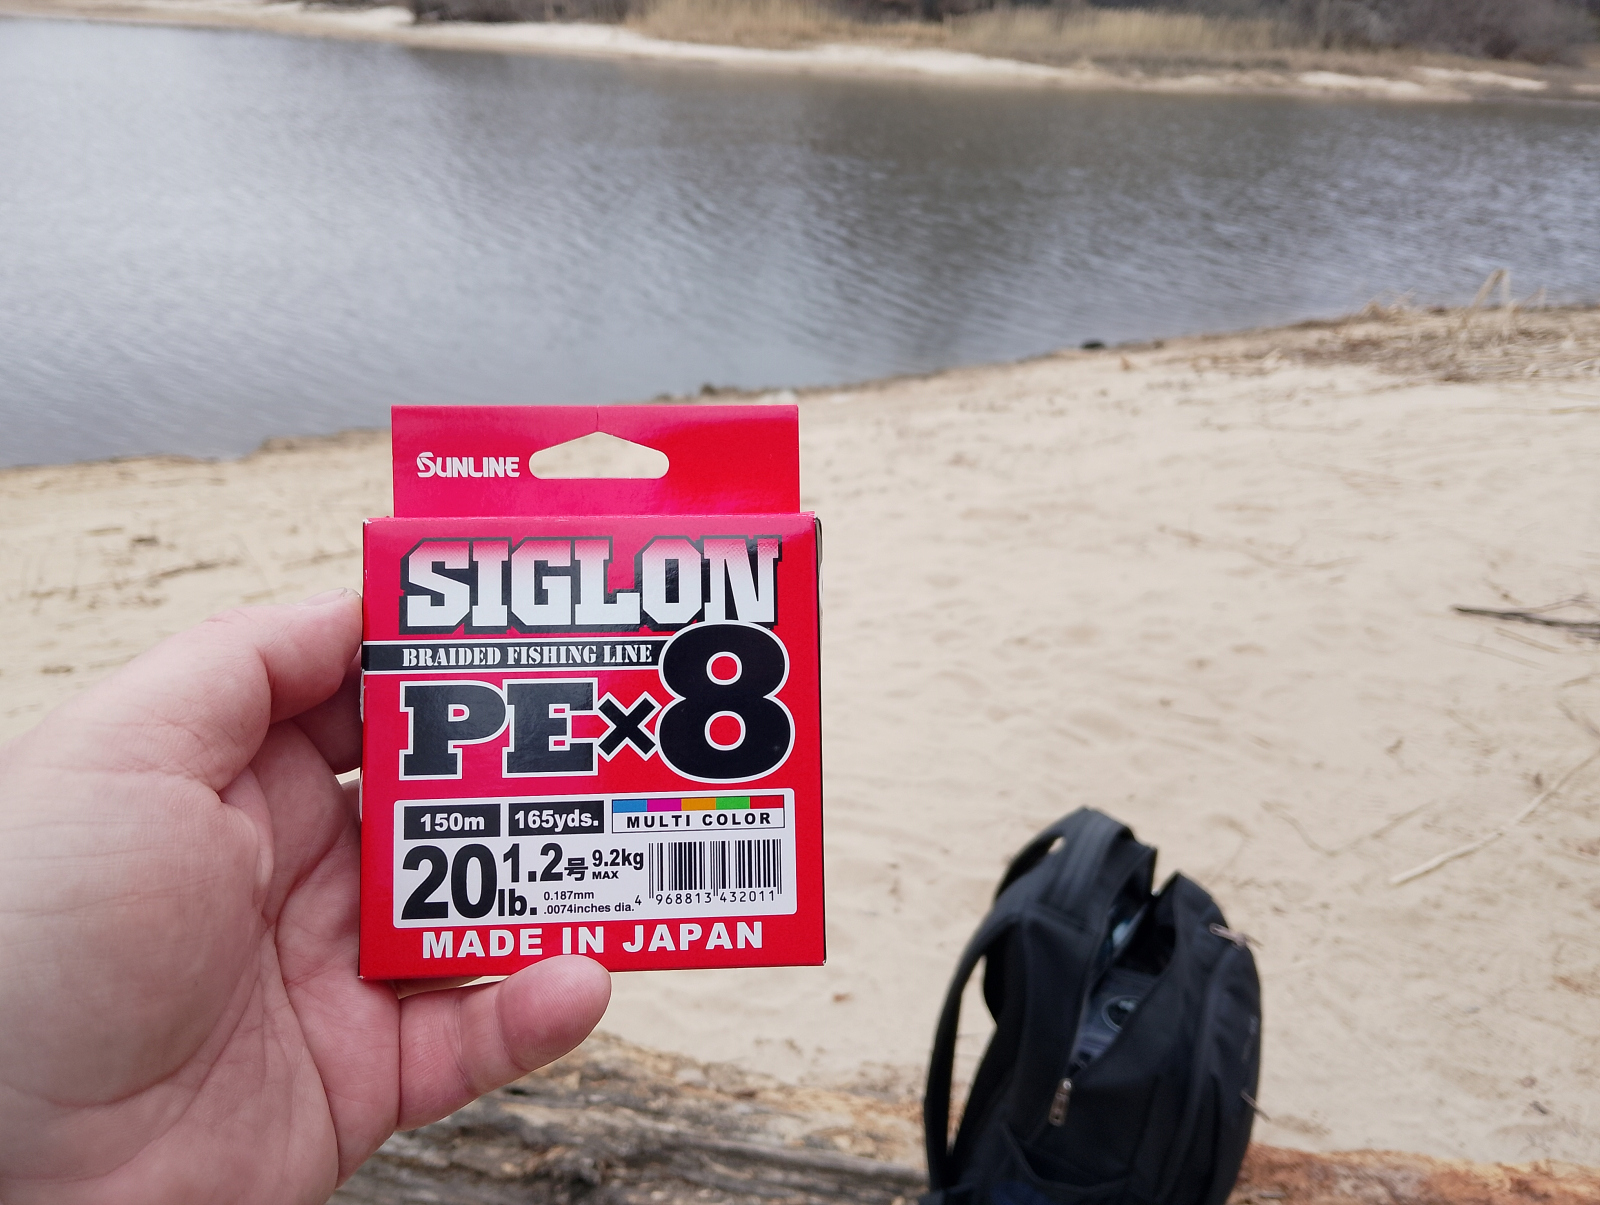 SUNLINE
SIGLON
BRAIDED FISHING LINE
PE×8
150m 165yds. MULTI COLOR
20lb. 1.2号 9.2kg MAX
0.187mm
.0074inches dia.
4 968813 432011
MADE IN JAPAN